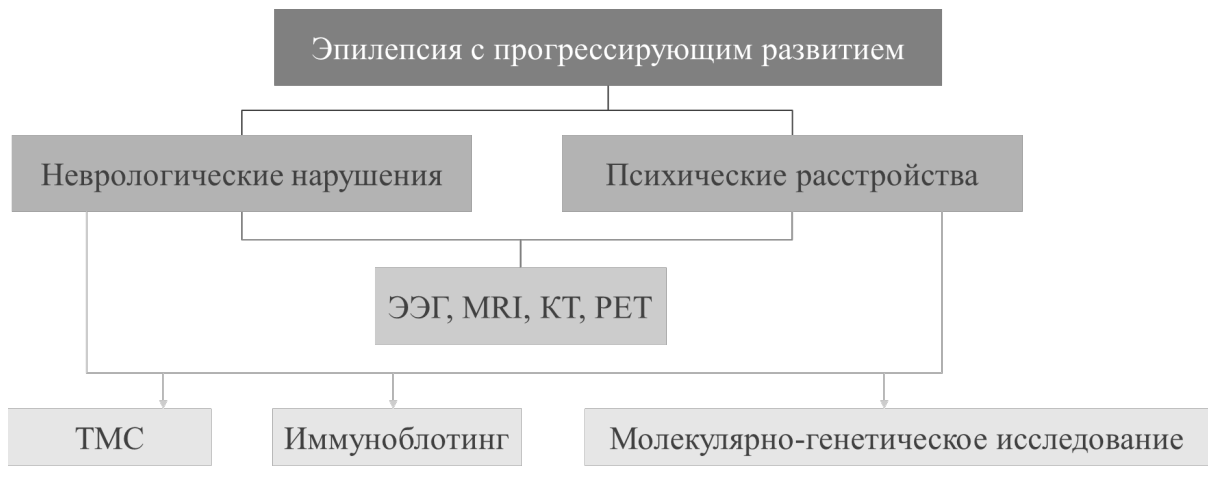 Эпилепсия с прогрессирующим развитием
Неврологические нарушения
Психические расстройства
ЭЭГ, MRI, КТ, PET
ТМС
Иммуноблотинг
Молекулярно-генетическое исследование